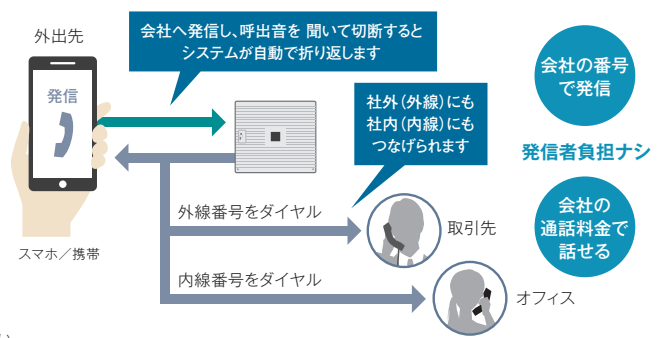 外出先
発信
スマホ／携帯
会社へ発信し、呼出音を 聞いて切断すると
システムが自動で折り返します
社外（外線）にも
社内（内線）にも
つなげられます
外線番号をダイヤル
取引先
内線番号をダイヤル
オフィス
会社の番号
で発信
発信者負担ナシ
会社の
通話料金で
話せる